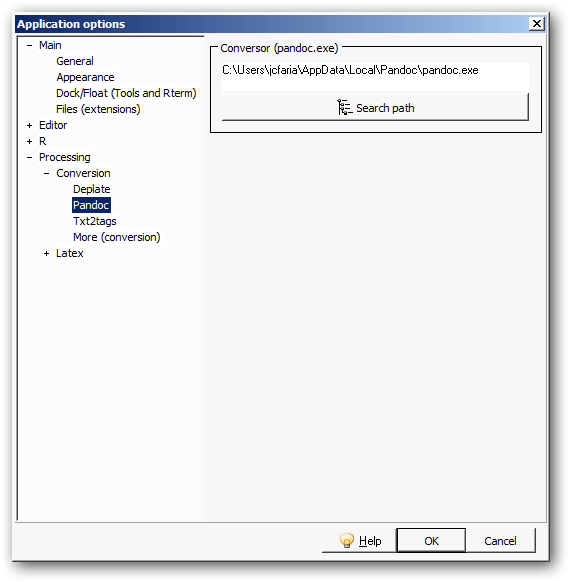 Application options
Main
General
Appearance
Dock/Float (Tools and Rterm)
Files (extensions)
Editor
R
Processing
Conversion
Deplate
Pandoc
Txt2tags
More (conversion)
Latex
Conversor (pandoc.exe)
C:\Users\jcfaria\AppData\Local\Pandoc\pandoc.exe
Search path
Help
OK
Cancel